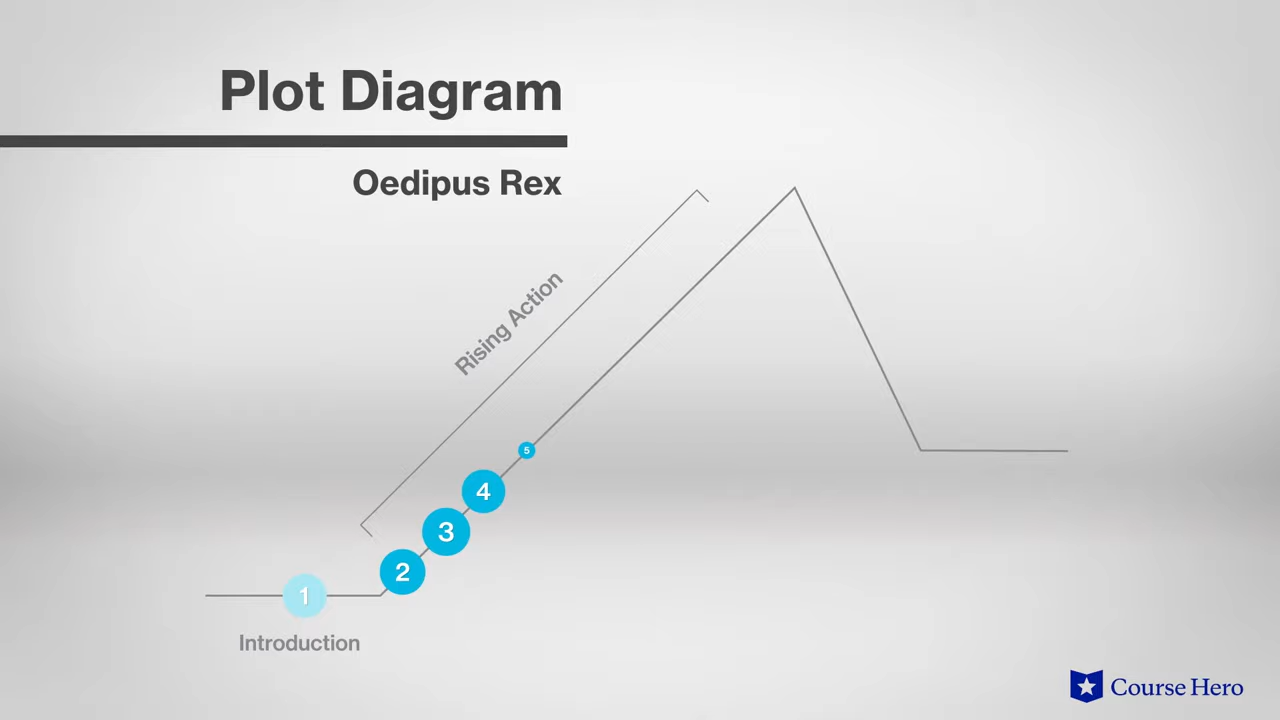 Plot Diagram
Oedipus Rex
Rising Action
5
4
3
2
1
Introduction
Course Hero